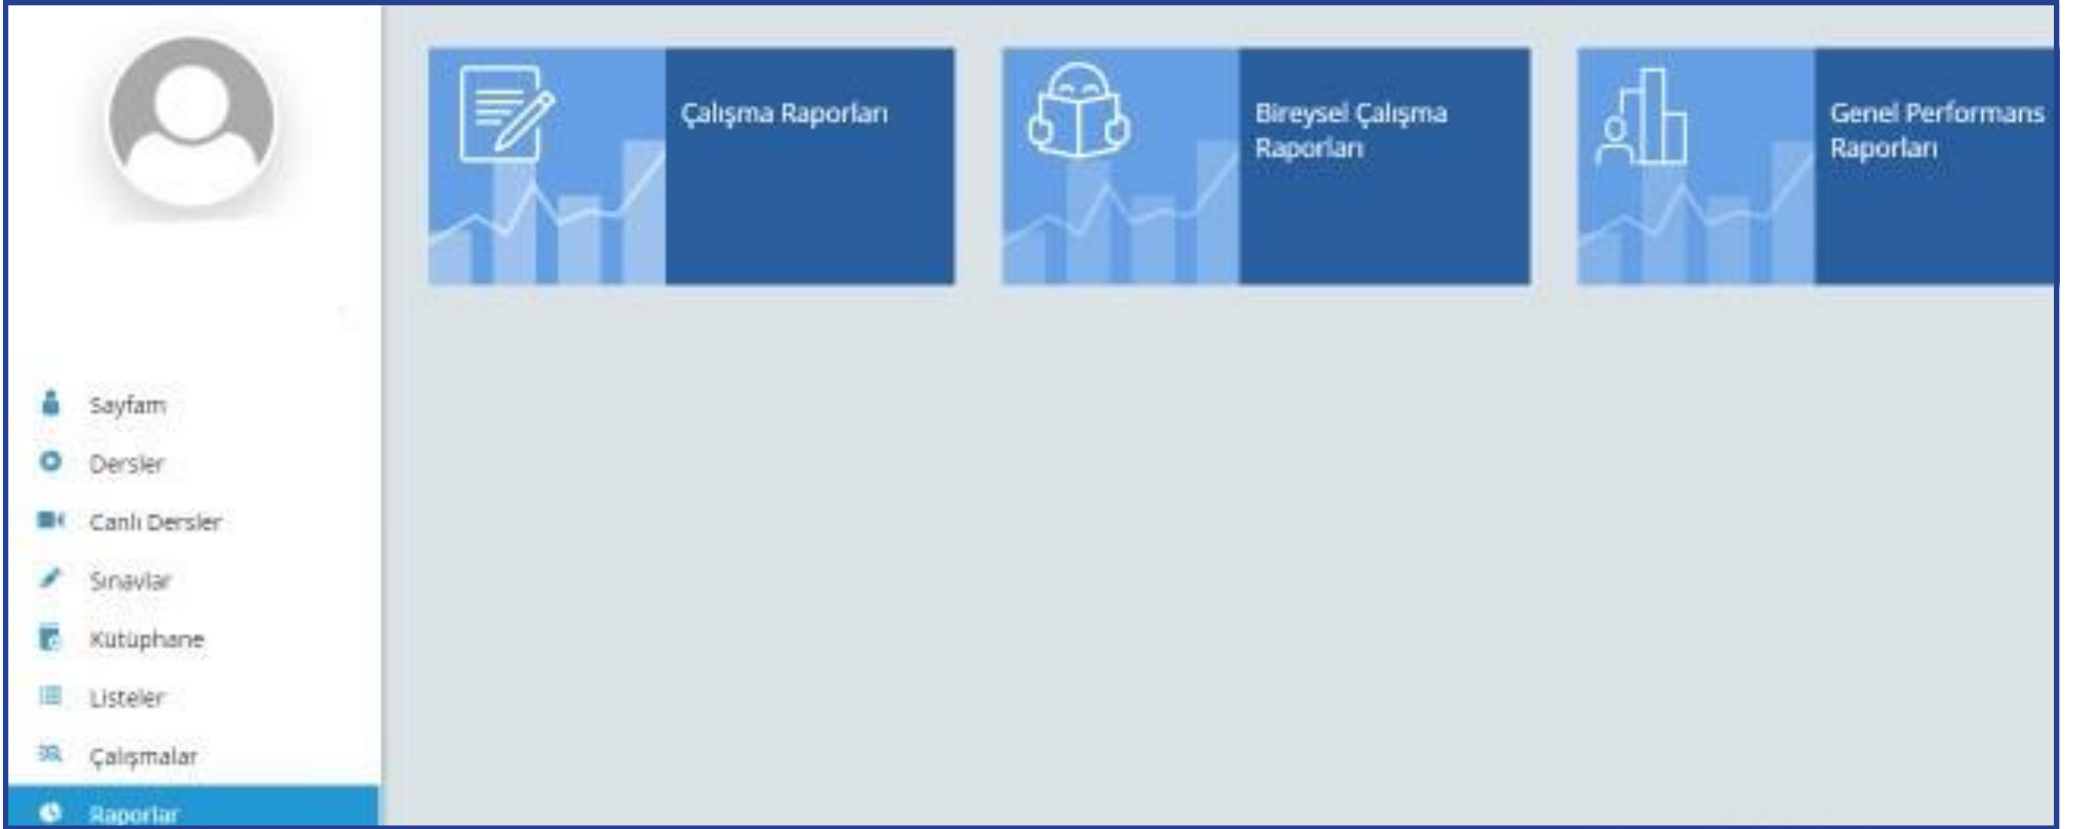 Çalışma Raporları
Bireysel Çalışma
Raporları
Genel Performans
Raporları
Sayfam
Dersler
Canlı Dersler
Sınavlar
Kütüphane
Listeler
Çalışmalar
Raporlar